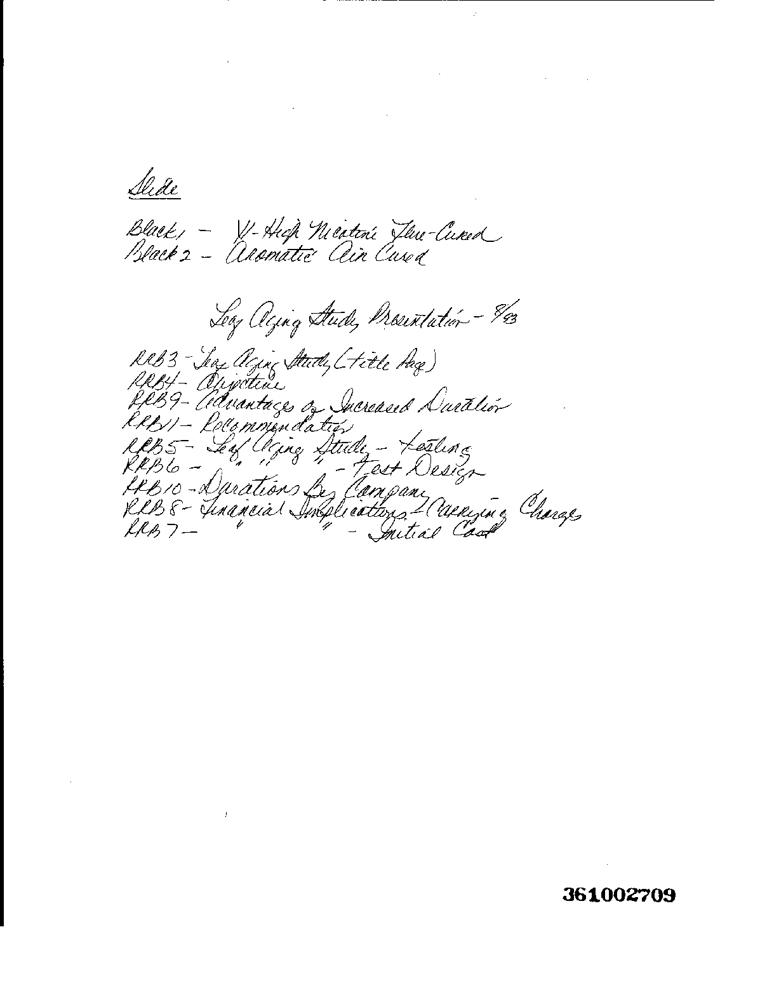 Slide
Black 1 - V-High Nicotine Flue-Cured
Black 2 - Aromatic Air Cured
Leaf Aging Study Presentation - 8/83
RRB3 - Leaf Aging Study (Title Page)
RRB4 - Objective
RRB9 - Advantages of Increased Duration
RRB11 - Recommendation
RRB5 - Leaf Aging Study - testing
RRB6 - " " " - Test Design
RRB10 - Durations By Company
RRB8 - Financial Implications - Carrying Charges
RRB7 - " " - Initial Cost
361002709